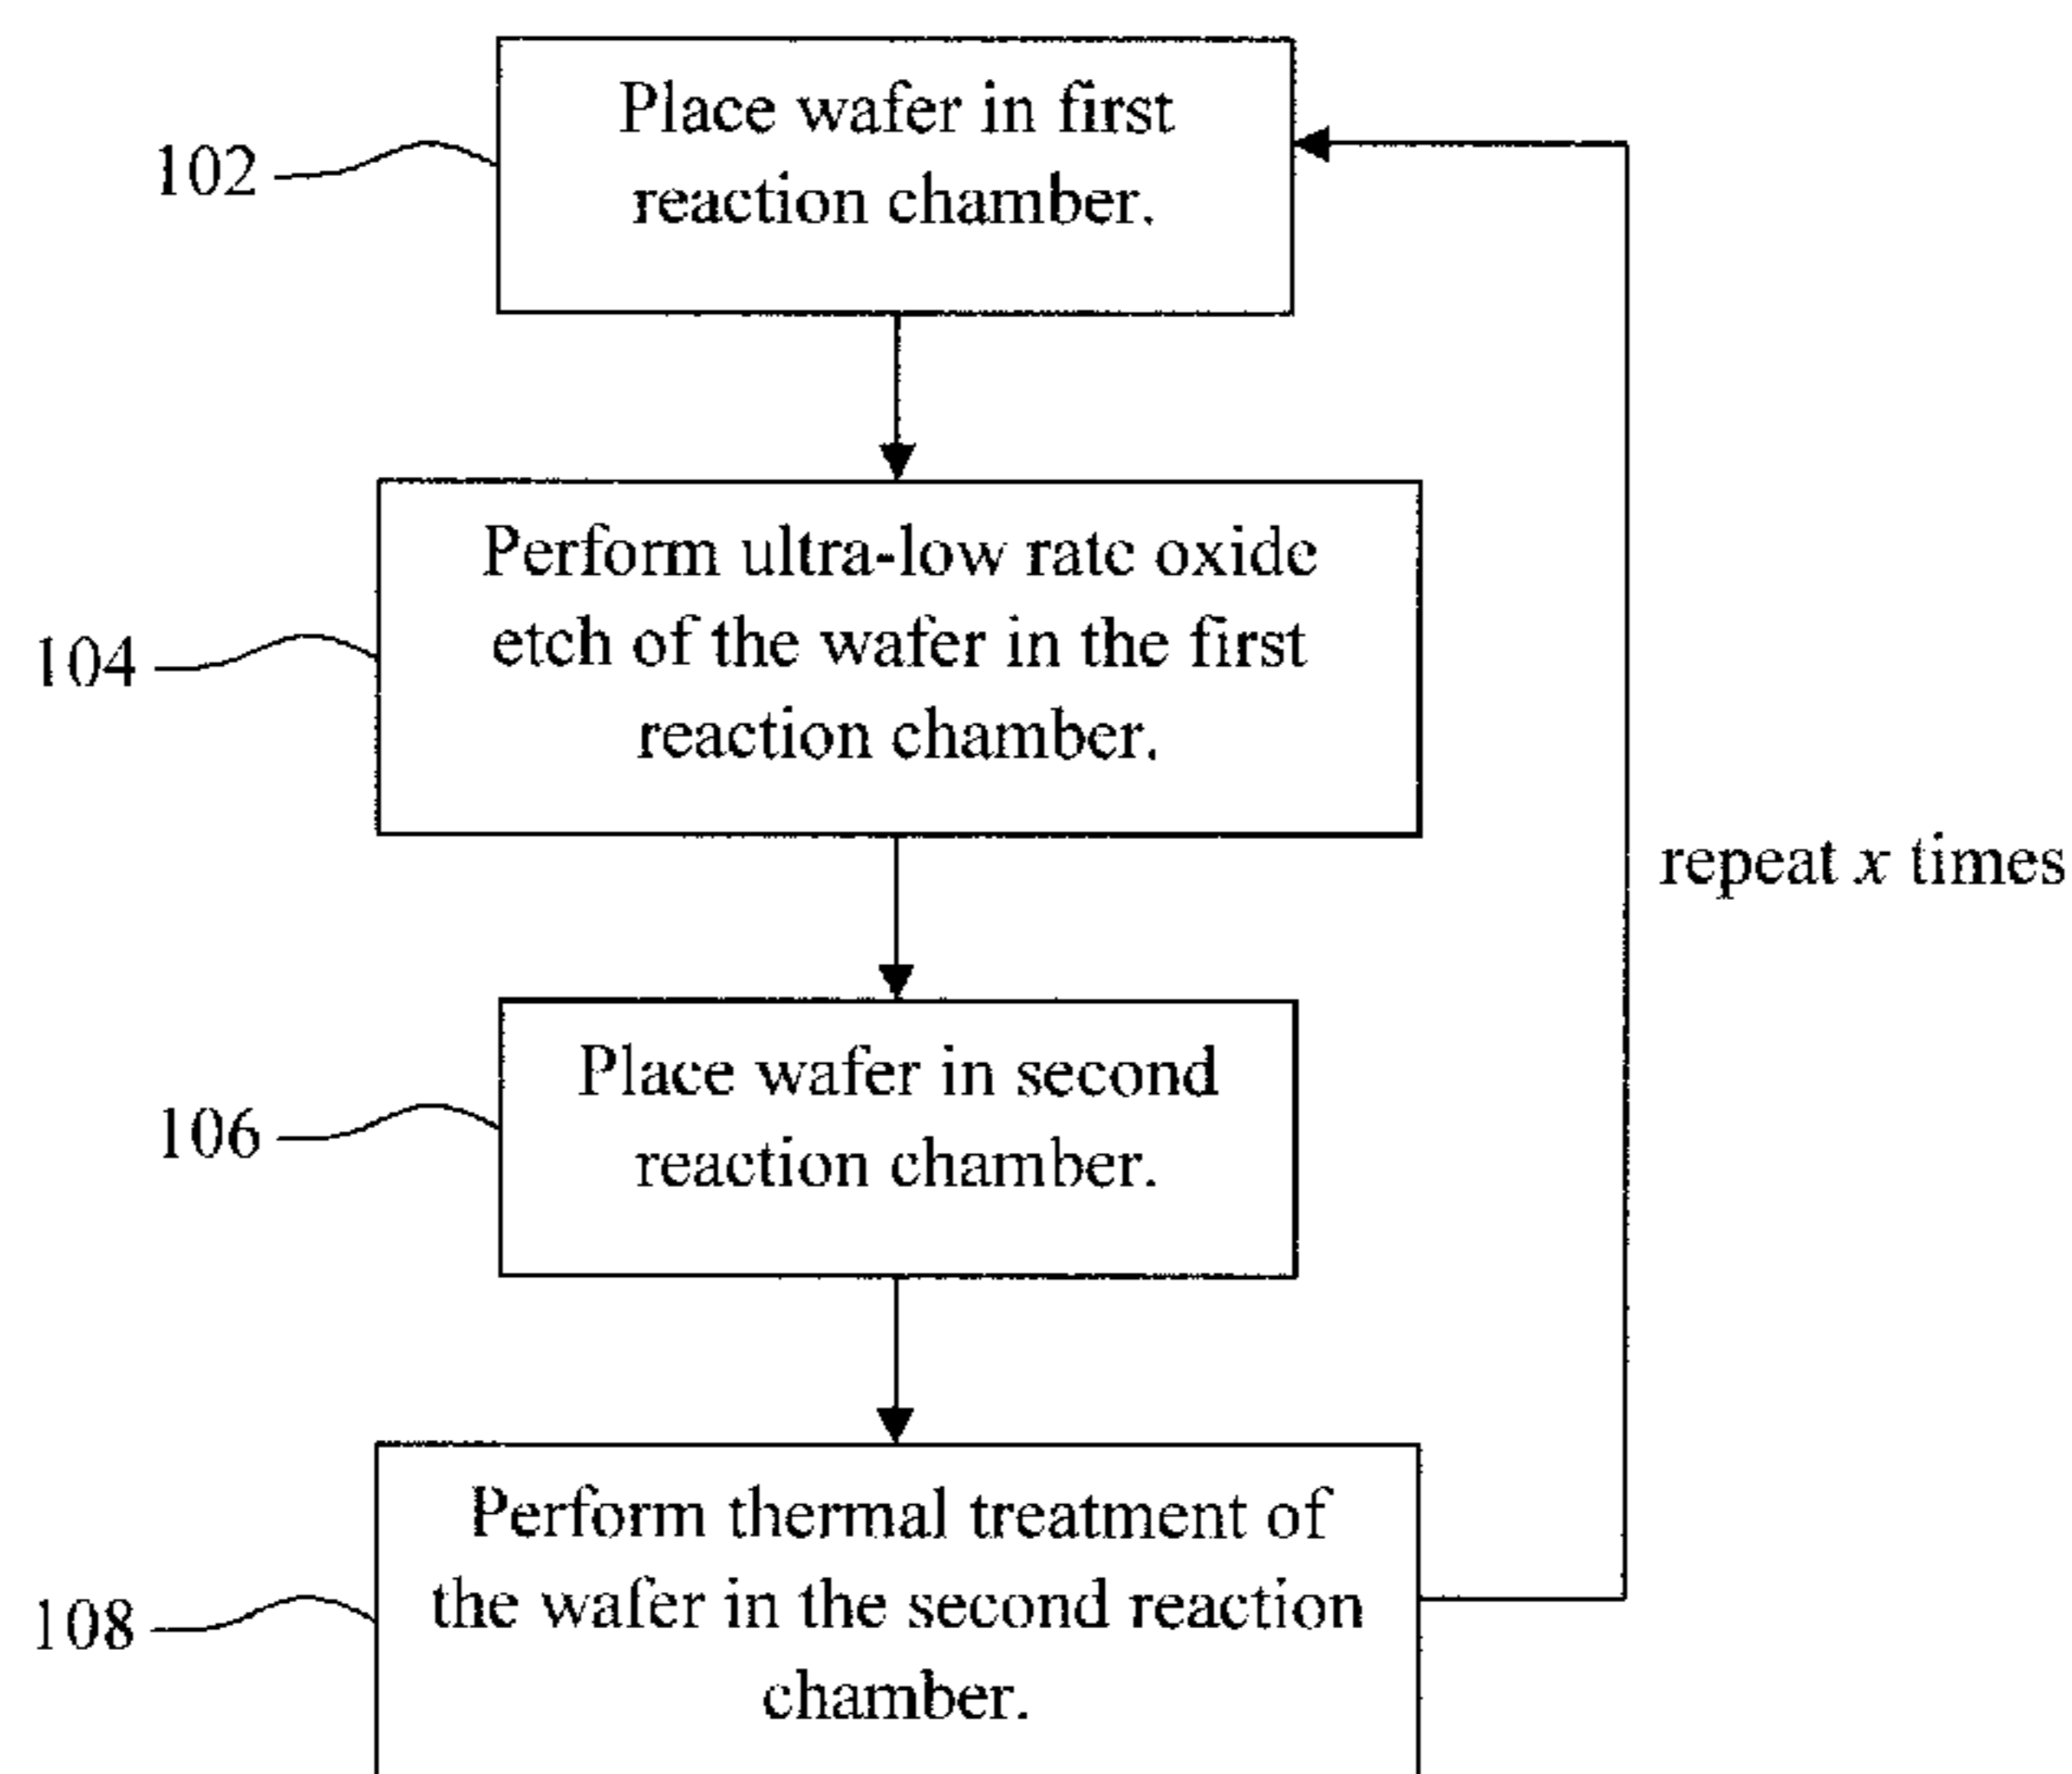 Place wafer in first
reaction chamber.
102
Perform ultra-low rate oxide
etch of the wafer in the first
reaction chamber.
104
repeat x times
Place wafer in second
reaction chamber.
106
Perform thermal treatment of
the wafer in the second reaction
chamber.
108